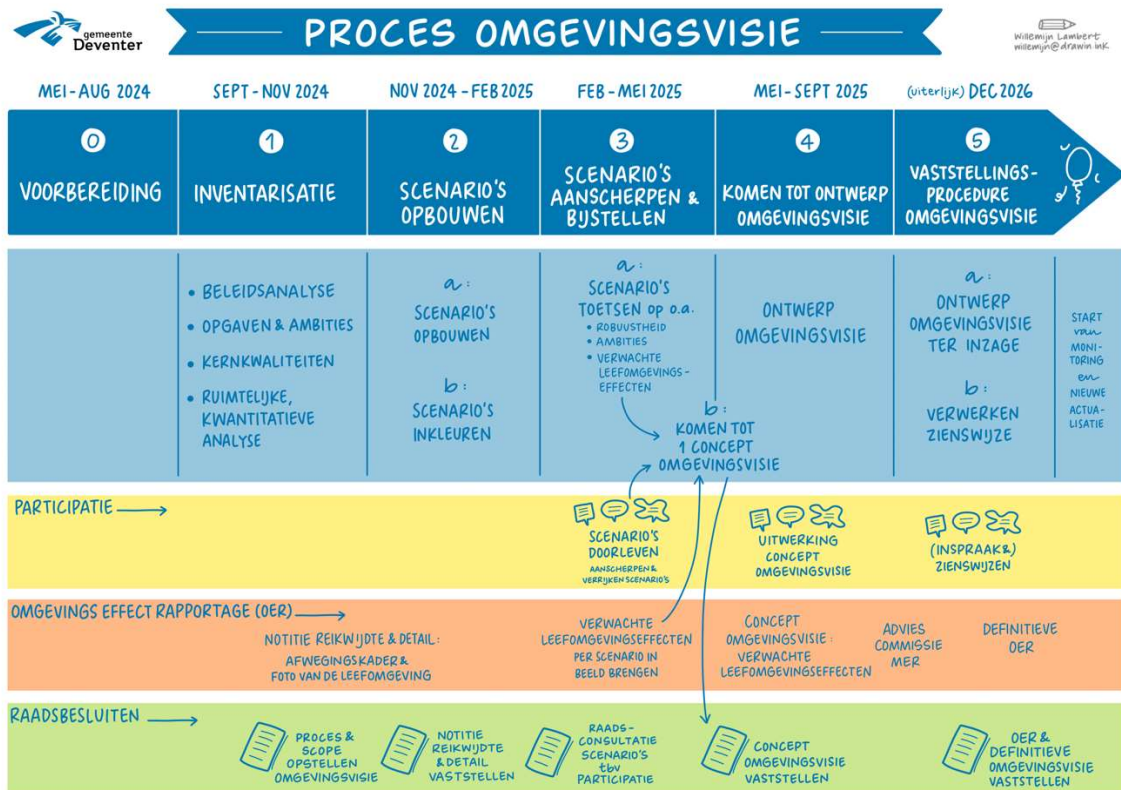 gemeente
Deventer
PROCES OMGEVINGSVISIE
Willemijn Lambert
willemijn@drawin.ink
MEI - AUG 2024
SEPT - NOV 2024
NOV 2024 - FEB 2025
FEB - MEI 2025
MEI - SEPT 2025
(uiterlijk) DEC 2026
0
VOORBEREIDING
1
INVENTARISATIE
2
SCENARIO'S
OPBOUWEN
3
SCENARIO'S
AANSCHERPEN &
BIJSTELLEN
4
KOMEN TOT ONTWERP
OMGEVINGSVISIE
5
VASTSTELLINGS-
PROCEDURE
OMGEVINGSVISIE
• BELEIDSANALYSE
• OPGAVEN & AMBITIES
• KERNKWALITEITEN
• RUIMTELIJKE,
KWANTITATIEVE
ANALYSE
a:
SCENARIO'S
OPBOUWEN
b:
SCENARIO'S
INKLEUREN
a:
SCENARIO'S
TOETSEN op o.a.
• ROBUUSTHEID
• AMBITIES
• VERWACHTE
LEEFOMGEVINGS-
EFFECTEN
b:
KOMEN TOT
1 CONCEPT
OMGEVINGSVISIE
ONTWERP
OMGEVINGSVISIE
a:
ONTWERP
OMGEVINGSVISIE
TER INZAGE
b:
VERWERKEN
ZIENSWIJZE
START
van
MONI-
TORING
en
NIEUWE
ACTUA-
LISATIE
PARTICIPATIE
SCENARIO'S
DOORLEVEN
AANSCHERPEN &
VERRIJKEN SCENARIO'S
UITWERKING
CONCEPT
OMGEVINGSVISIE
(INSPRAAK &)
ZIENSWIJZEN
OMGEVINGS EFFECT RAPPORTAGE (OER)
NOTITIE REIKWIJDTE & DETAIL:
AFWEGINGSKADER &
FOTO VAN DE LEEFOMGEVING
VERWACHTE
LEEFOMGEVINGSEFFECTEN
PER SCENARIO IN
BEELD BRENGEN
CONCEPT
OMGEVINGSVISIE:
VERWACHTE
LEEFOMGEVINGSEFFECTEN
ADVIES
COMMISSIE
MER
DEFINITIEVE
OER
RAADSBESLUITEN
PROCES &
SCOPE
OPSTELLEN
OMGEVINGSVISIE
NOTITIE
REIKWIJDTE
& DETAIL
VASTSTELLEN
RAADS-
CONSULTATIE
SCENARIO'S
tbv
PARTICIPATIE
CONCEPT
OMGEVINGSVISIE
VASTSTELLEN
OER &
DEFINITIEVE
OMGEVINGSVISIE
VASTSTELLEN